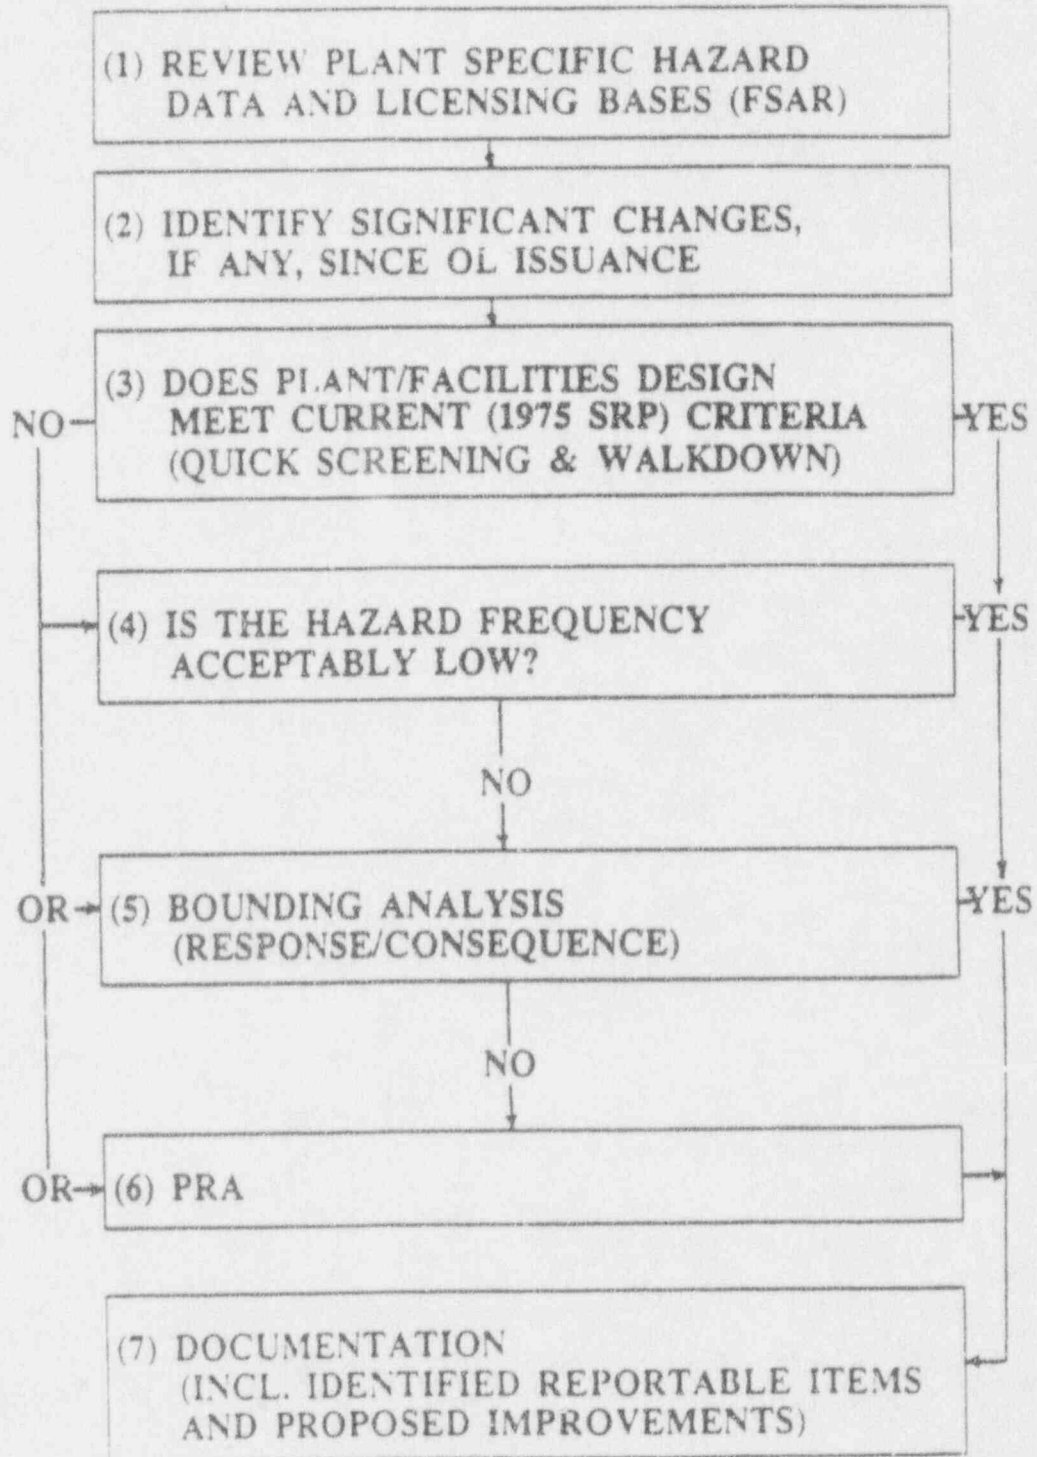 (1) REVIEW PLANT SPECIFIC HAZARD
DATA AND LICENSING BASES (FSAR)
(2) IDENTIFY SIGNIFICANT CHANGES,
IF ANY, SINCE OL ISSUANCE
(3) DOES PLANT/FACILITIES DESIGN
NO
MEET CURRENT (1975 SRP) CRITERIA
YES
(QUICK SCREENING & WALKDOWN)
(4) IS THE HAZARD FREQUENCY
YES
ACCEPTABLY LOW?
NO
OR
(5) BOUNDING ANALYSIS
YES
(RESPONSE/CONSEQUENCE)
NO
OR
(6) PRA
(7) DOCUMENTATION
(INCL. IDENTIFIED REPORTABLE ITEMS
AND PROPOSED IMPROVEMENTS)